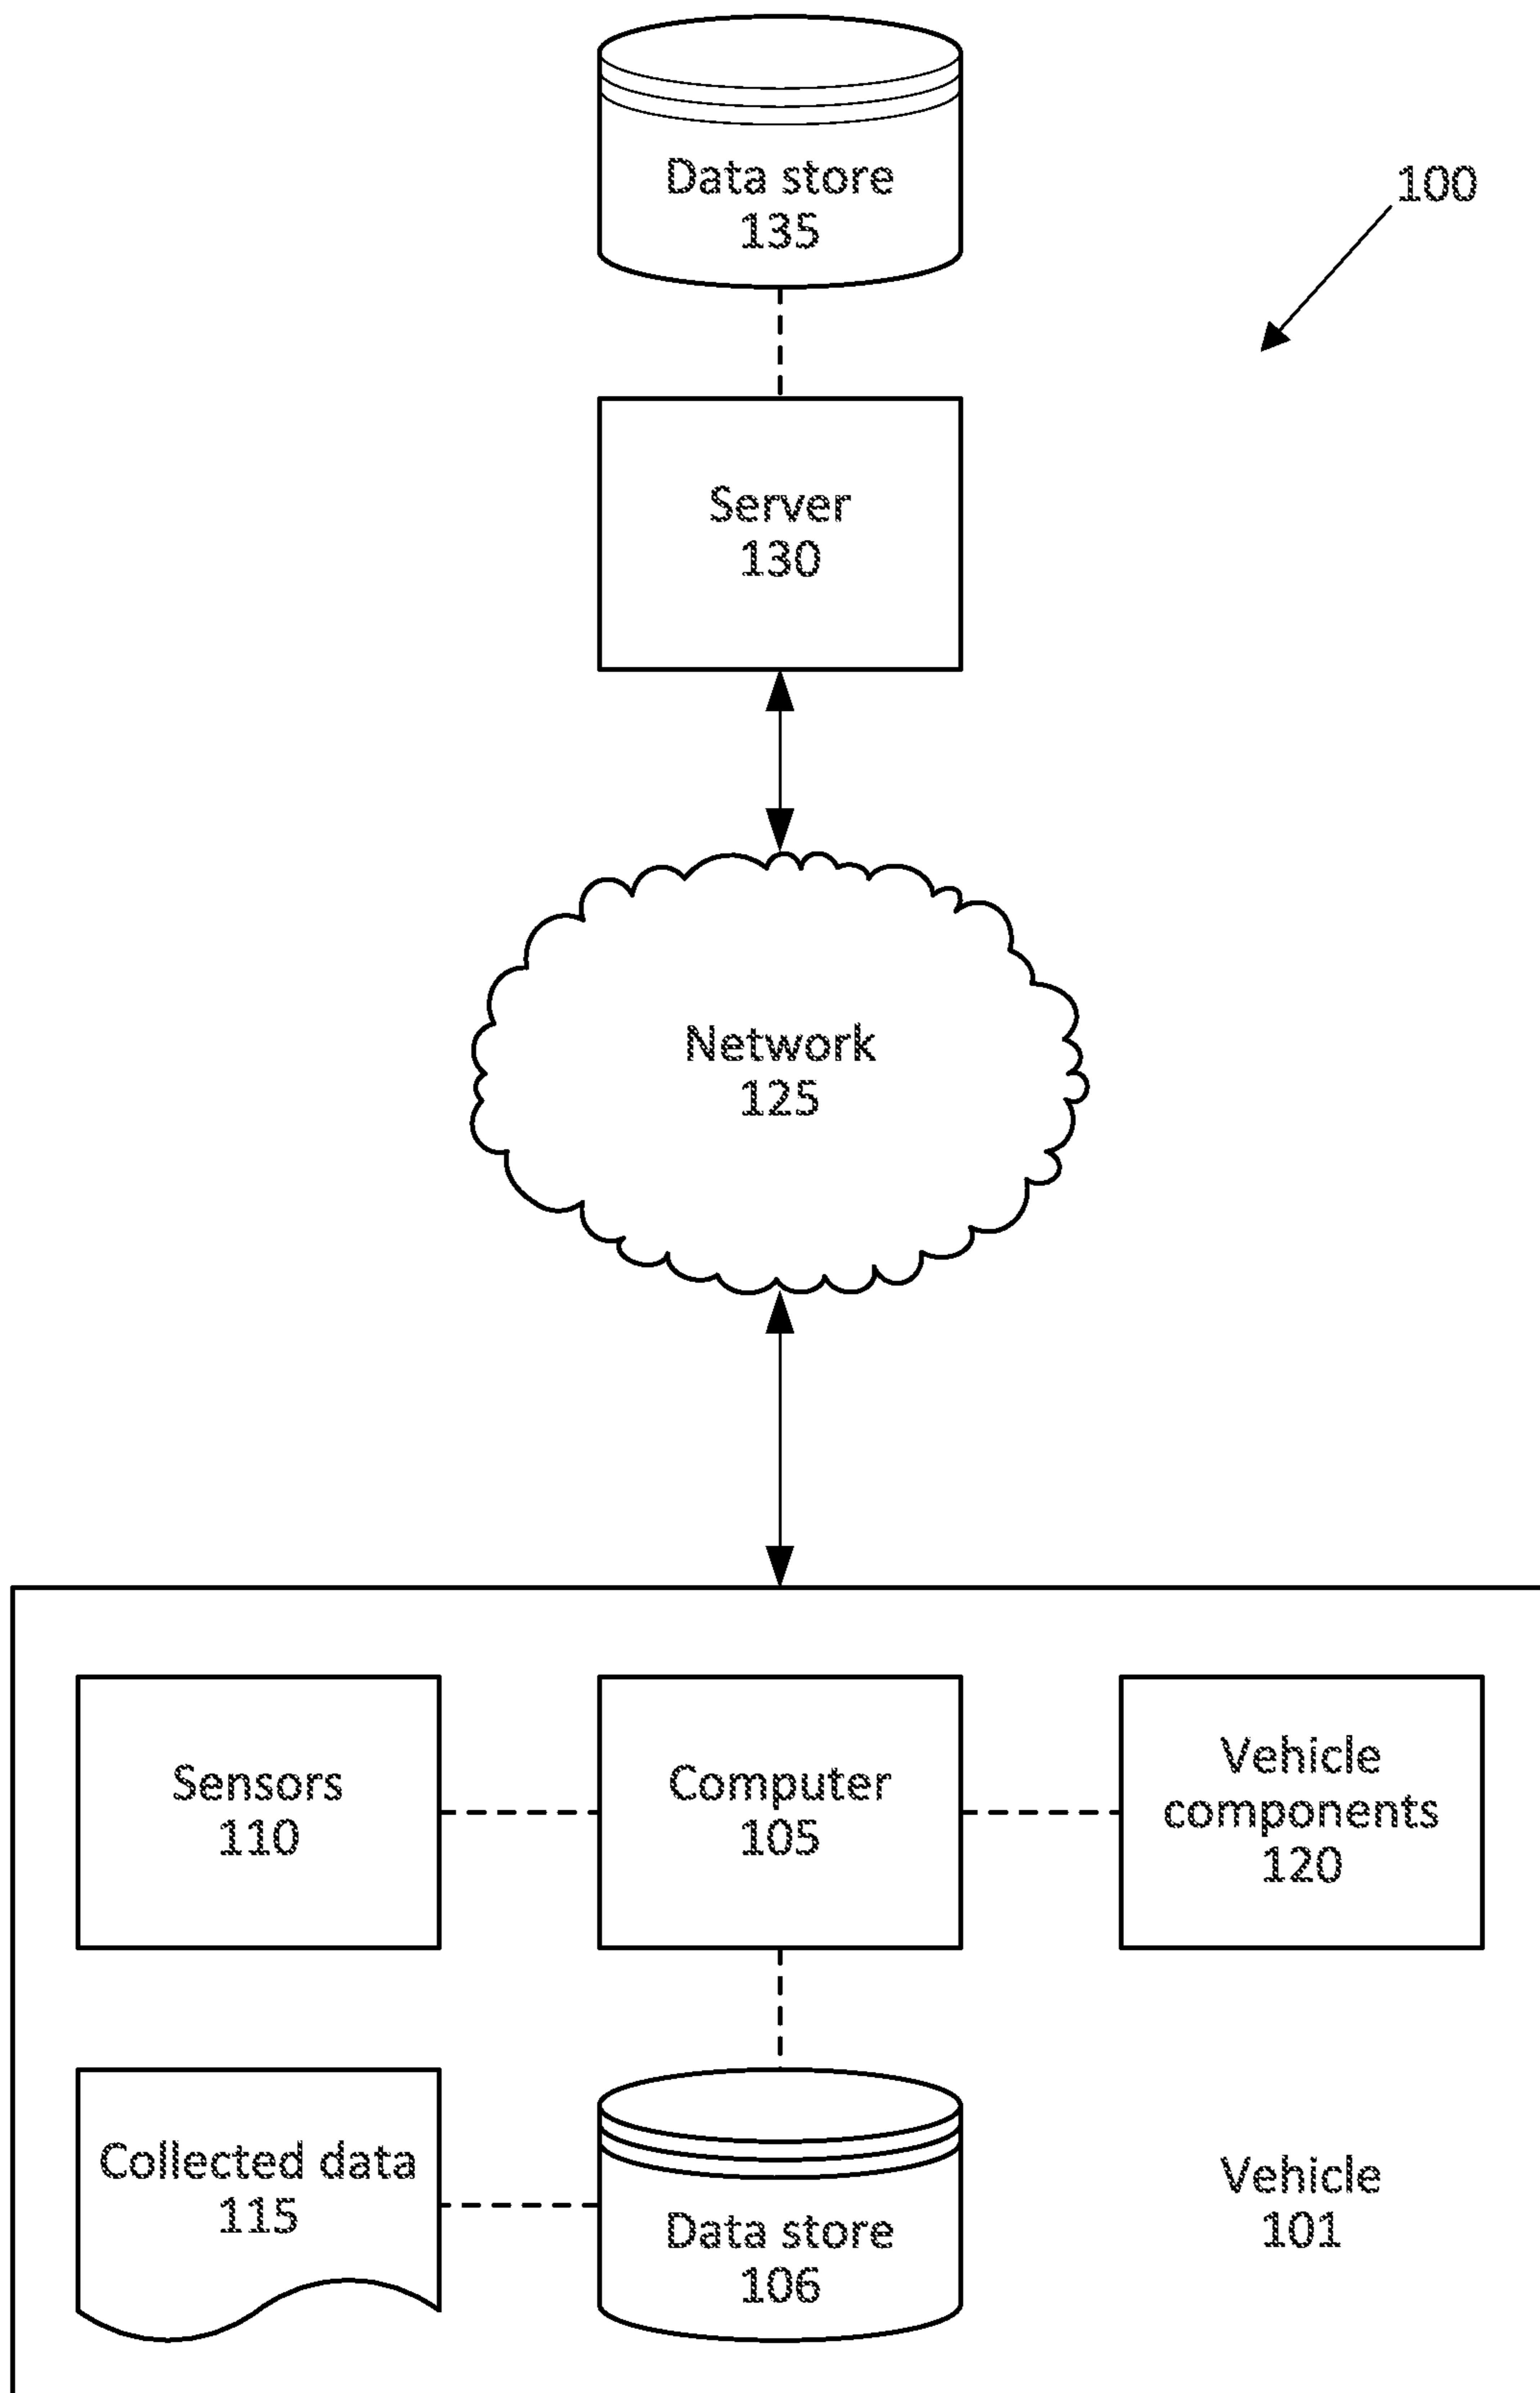 Data store
135
100
Server
130
Network
125
Sensors
110
Computer
105
Vehicle
components
120
Collected data
115
Data store
106
Vehicle
101